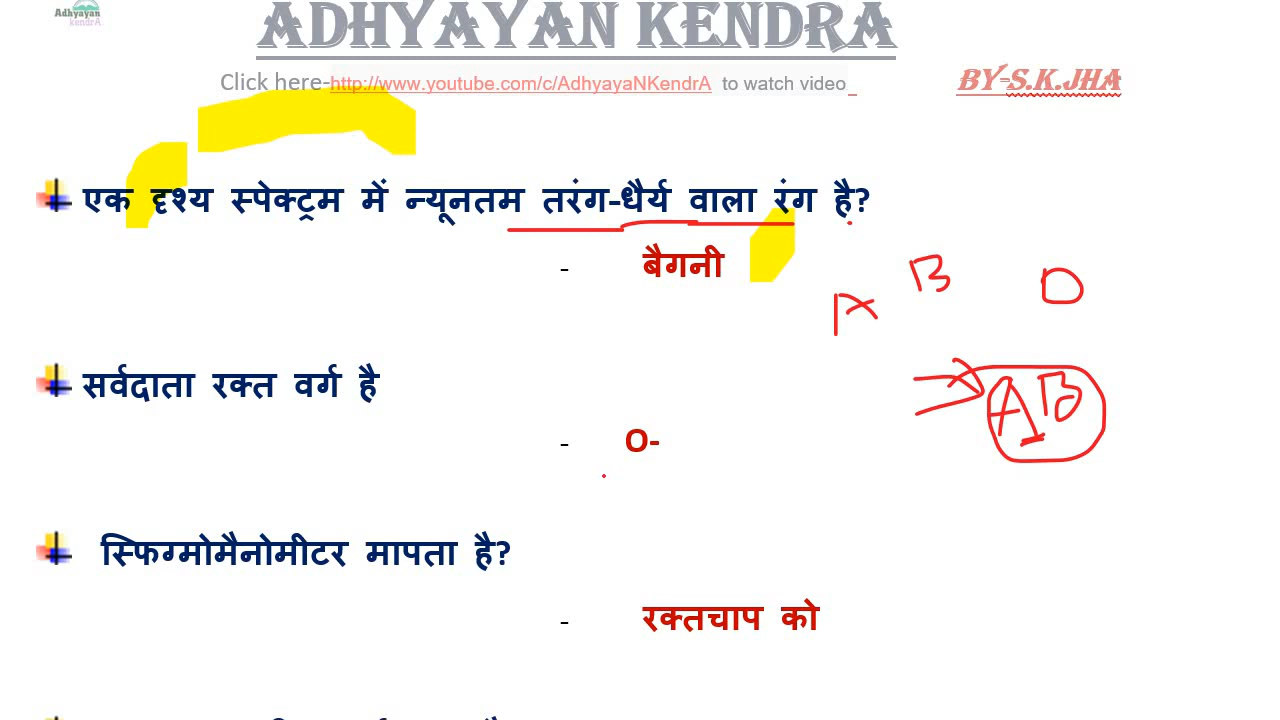 Adhyayan
kendrA
ADHYAYAN KENDRA
Click here-http://www.youtube.com/c/AdhyayaNKendrA to watch video
BY-S.K.JHA
एक दृश्य स्पेक्ट्रम में न्यूनतम तरंग-धैर्य वाला रंग है?
- बैगनी
A B O
सर्वदाता रक्त वर्ग है
AB
- O-
स्फिग्मोमैनोमीटर मापता है?
- रक्तचाप को